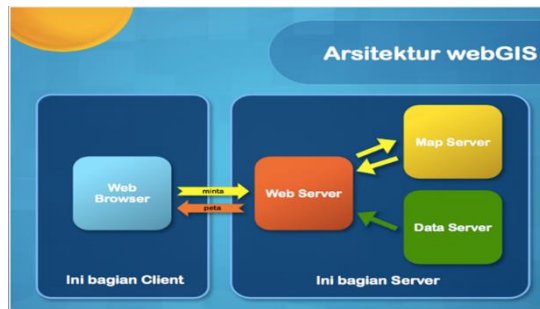 Arsitektur webGIS
Web
Browser
minta
peta
Web Server
Map Server
Data Server
Ini bagian Client
Ini bagian Server